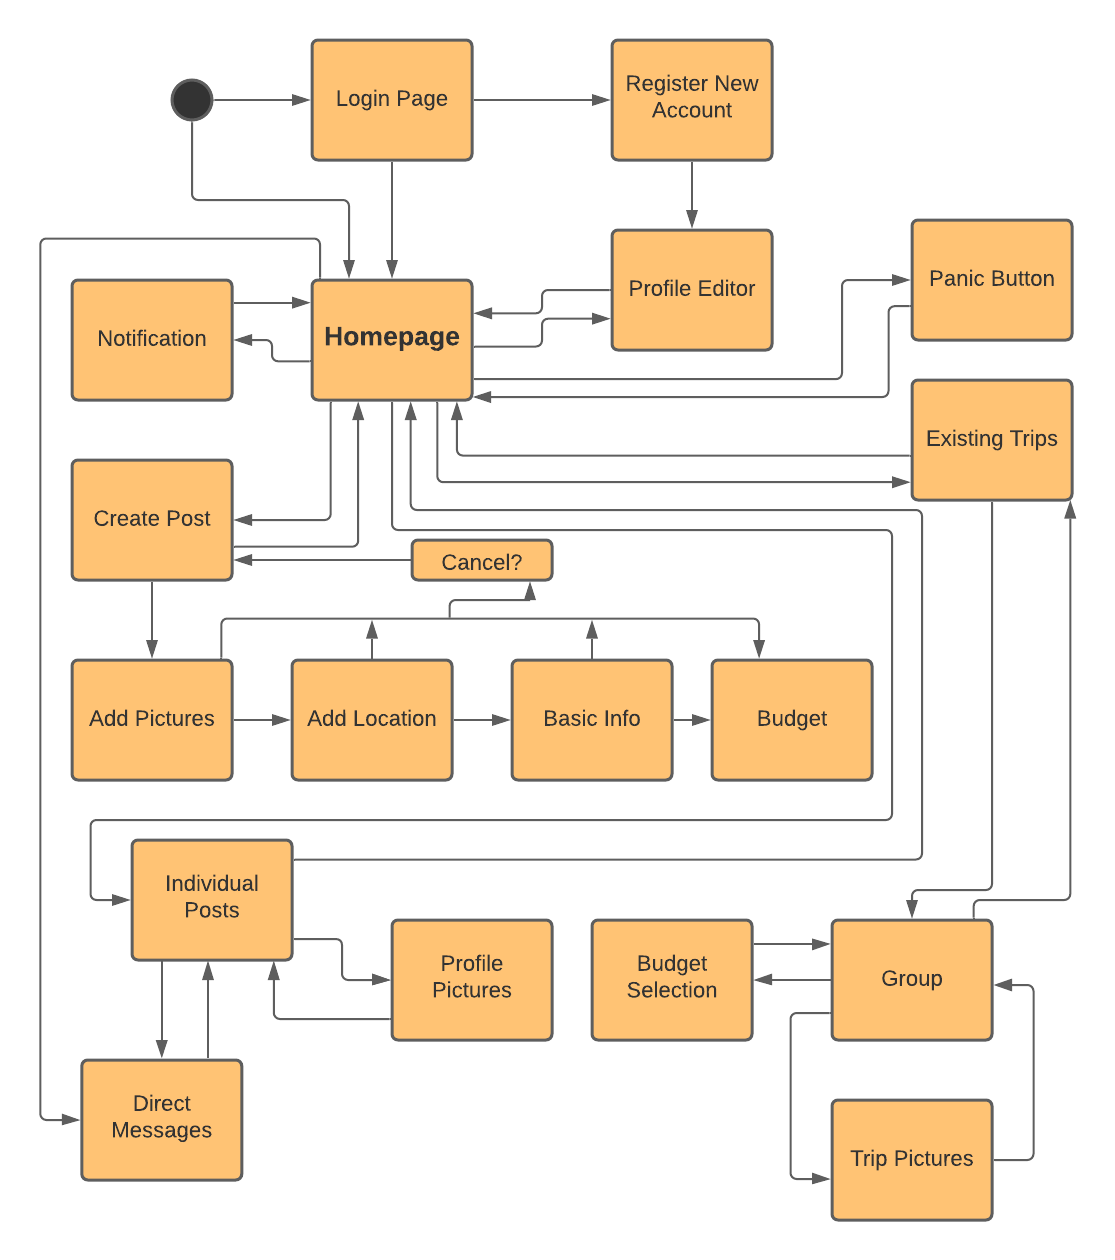 Login Page
Register New
Account
Profile Editor
Panic Button
Notification
Homepage
Existing Trips
Create Post
Cancel?
Add Pictures
Add Location
Basic Info
Budget
Individual
Posts
Profile
Pictures
Budget
Selection
Group
Direct
Messages
Trip Pictures